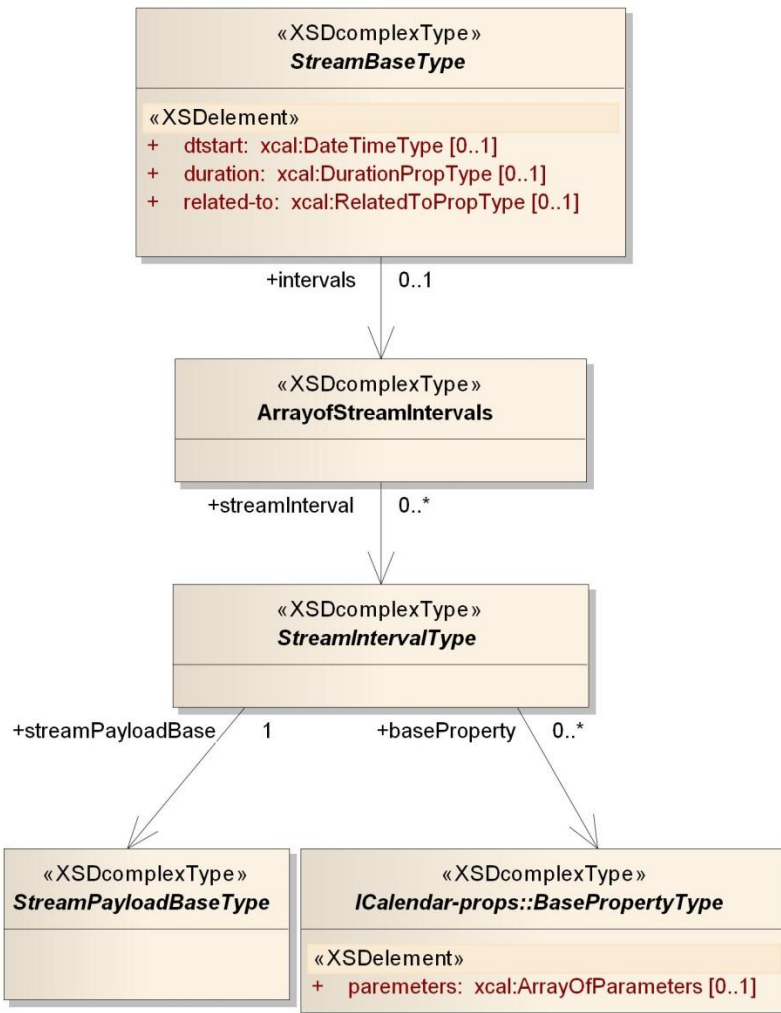 «XSDcomplexType»
StreamBaseType
«XSDelement»
+ dtstart: xcal:DateTimeType [0..1]
+ duration: xcal:DurationPropType [0..1]
+ related-to: xcal:RelatedToPropType [0..1]
+intervals 0..1
«XSDcomplexType»
ArrayofStreamIntervals
+streamInterval 0..*
«XSDcomplexType»
StreamIntervalType
+streamPayloadBase 1 +baseProperty 0..*
«XSDcomplexType»
StreamPayloadBaseType
«XSDcomplexType»
ICalendar-props::BasePropertyType
«XSDelement»
+ paremeters: xcal:ArrayOfParameters [0..1]